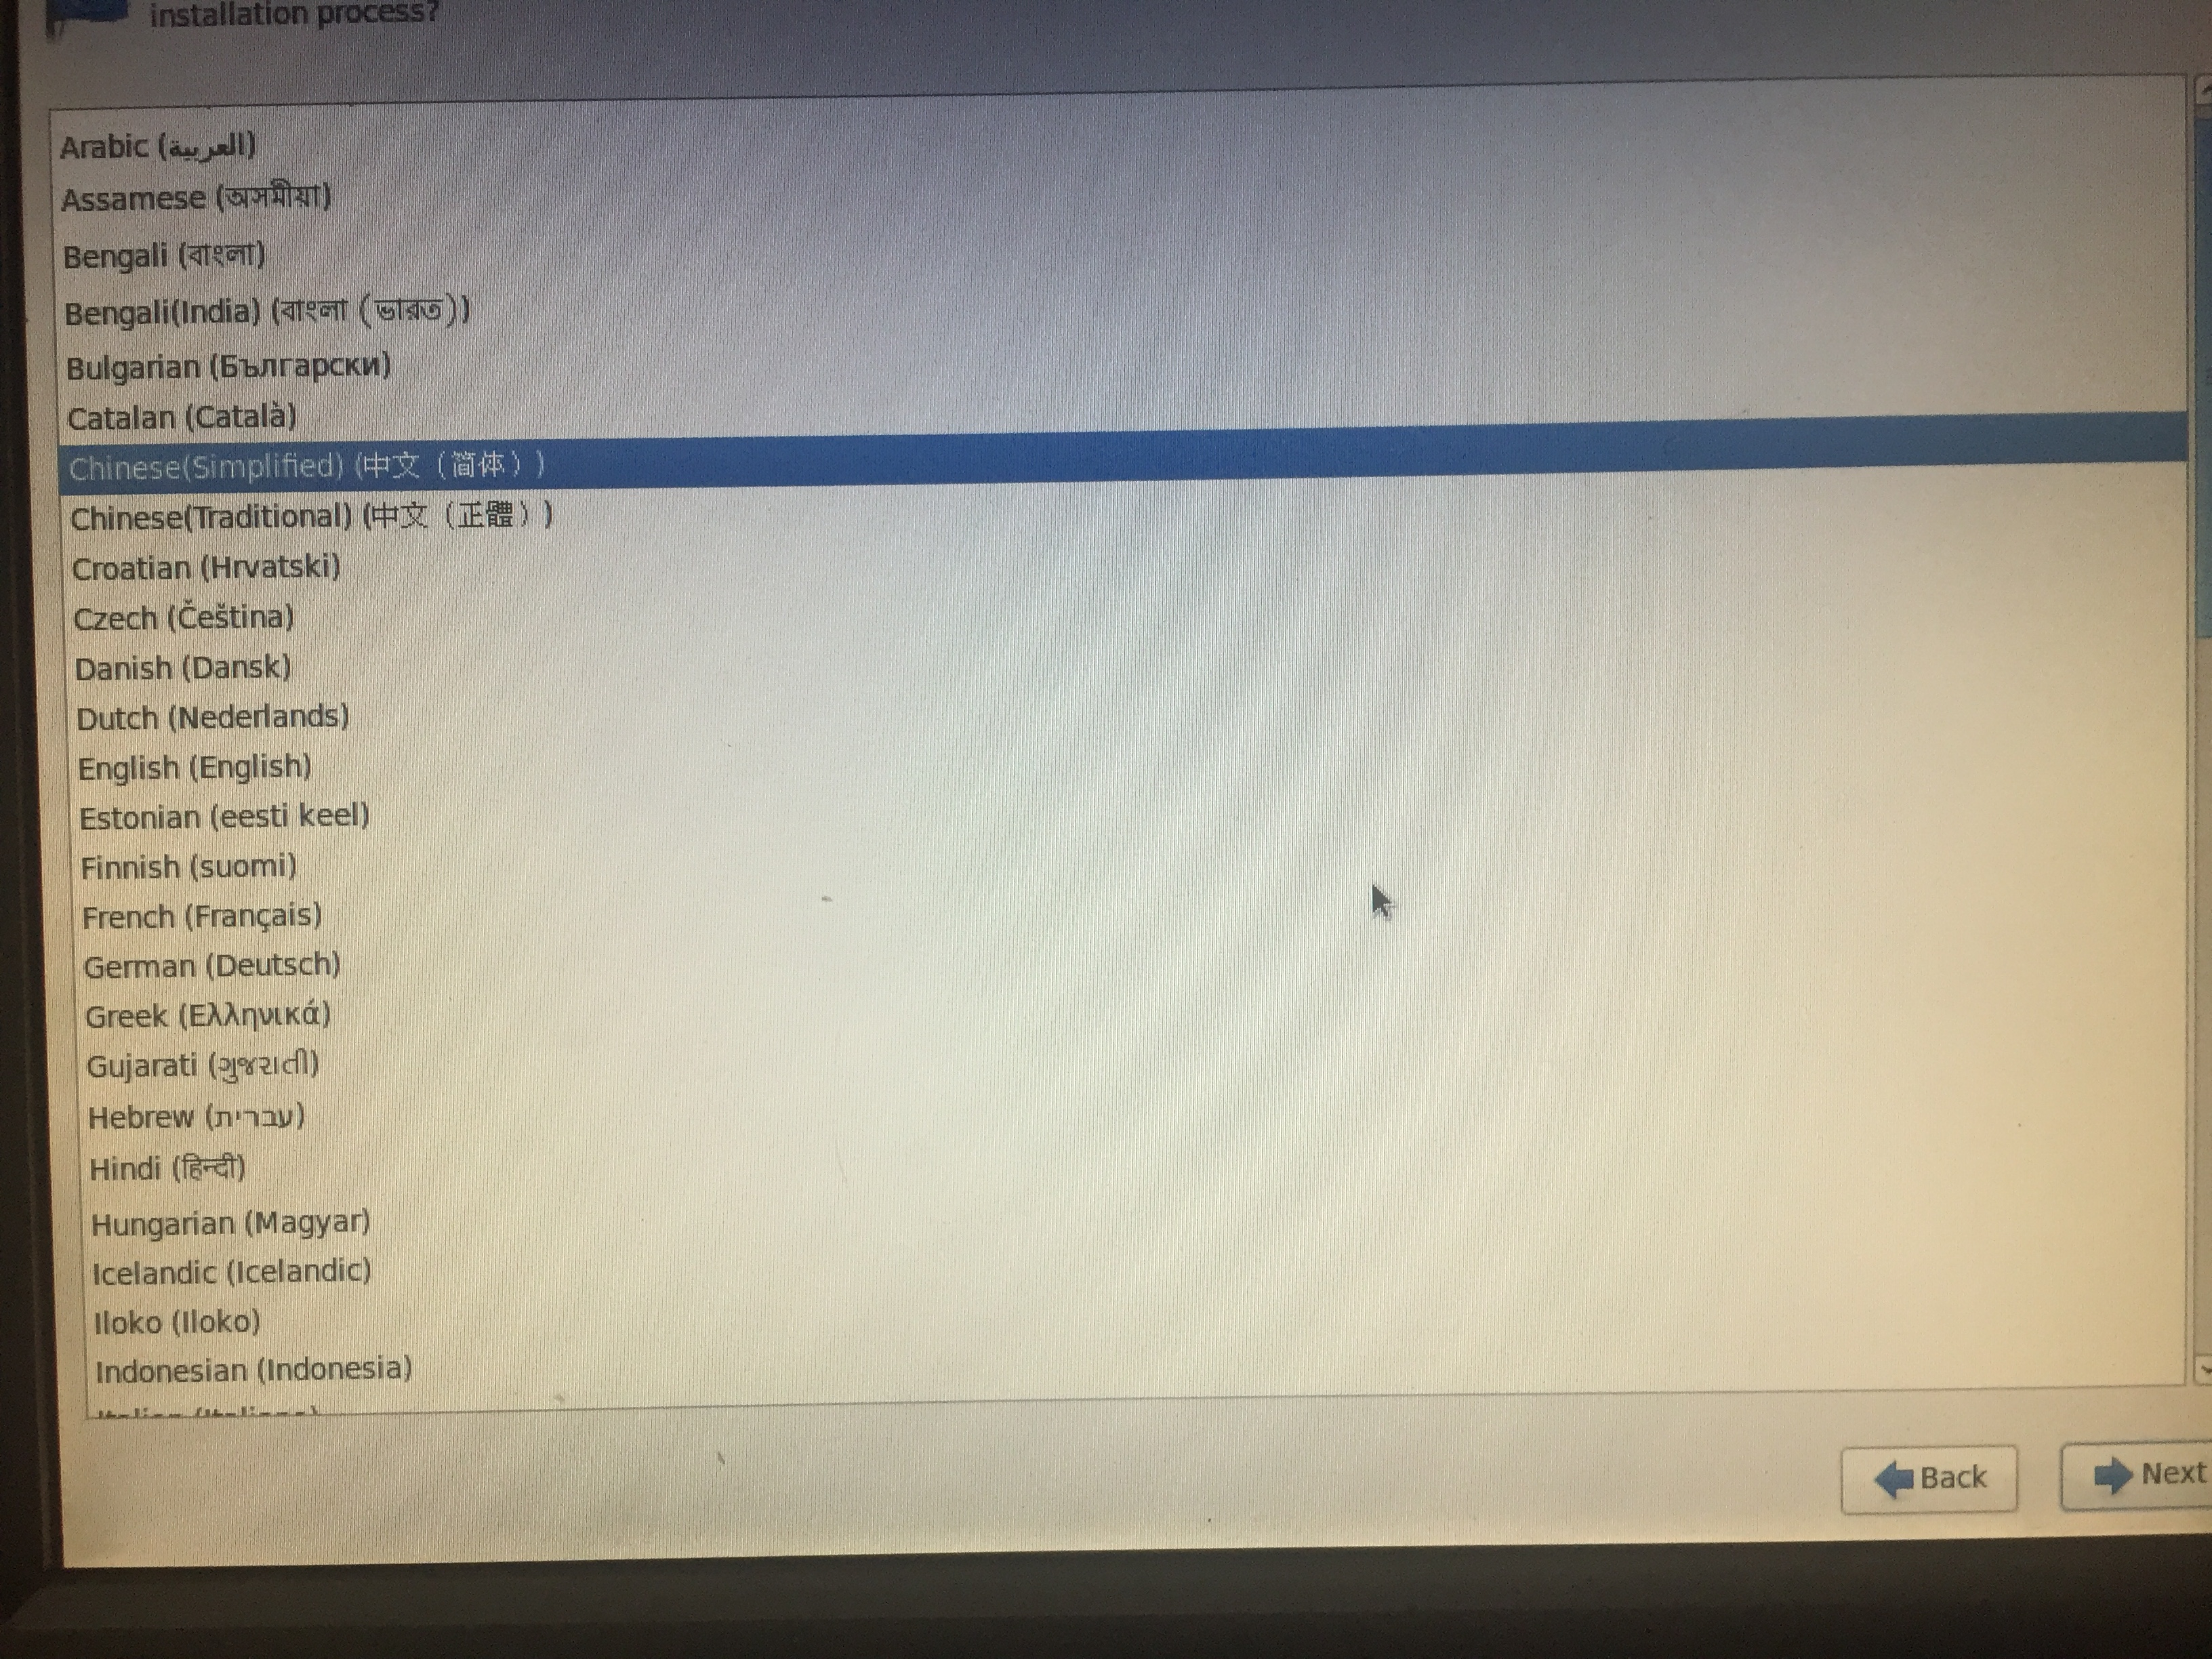 installation process?
Arabic (العربية)
Assamese (অসমীয়া)
Bengali (বাংলা)
Bengali(India) (বাংলা (ভারত))
Bulgarian (Български)
Catalan (Català)
Chinese(Simplified) (中文（简体）)
Chinese(Traditional) (中文（正體）)
Croatian (Hrvatski)
Czech (Čeština)
Danish (Dansk)
Dutch (Nederlands)
English (English)
Estonian (eesti keel)
Finnish (suomi)
French (Français)
German (Deutsch)
Greek (Ελληνικά)
Gujarati (ગુજરાતી)
Hebrew (עברית)
Hindi (हिन्दी)
Hungarian (Magyar)
Icelandic (Icelandic)
Iloko (Iloko)
Indonesian (Indonesia)
Back
Next